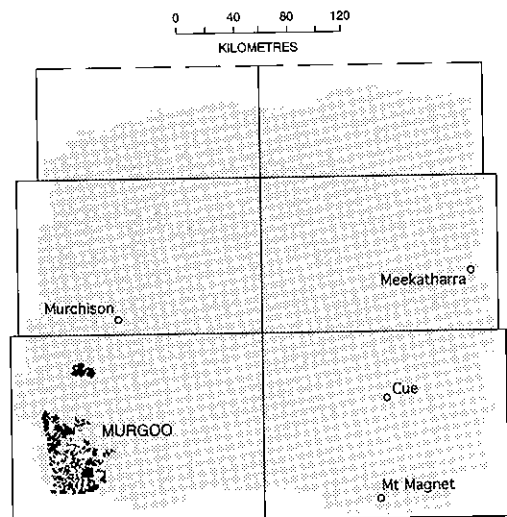 0 40 80 120
KILOMETRES
Meekatharra
Murchison
Cue
MURGOO
Mt Magnet